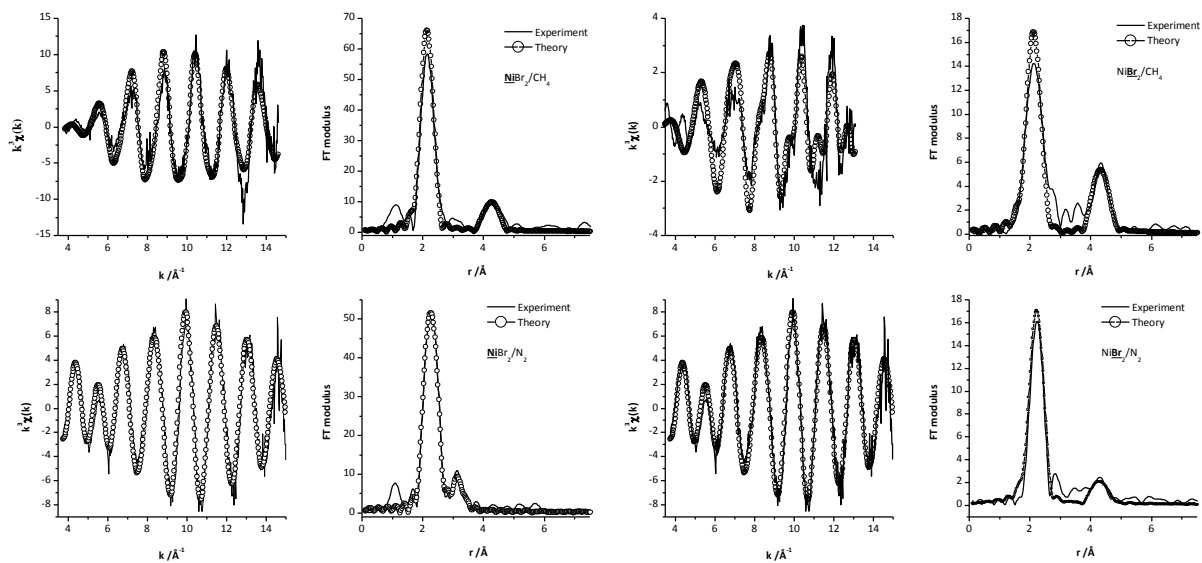 15
10
5
0
-5
-10
-15
4 6 8 10 12 14
k³χ(k)
k /Å⁻¹
70
60
50
40
30
20
10
0
0 2 4 6
FT modulus
r /Å
Experiment
Theory
NiBr₂/CH₄
4
2
0
-2
-4
4 6 8 10 12 14
k³χ(k)
k /Å⁻¹
18
16
14
12
10
8
6
4
2
0
0 2 4 6
FT modulus
r /Å
Experiment
Theory
NiBr₂/CH₄
8
6
4
2
0
-2
-4
-6
-8
4 6 8 10 12 14
k³χ(k)
k /Å⁻¹
50
40
30
20
10
0
0 2 4 6
FT modulus
r /Å
Experiment
Theory
NiBr₂/N₂
8
6
4
2
0
-2
-4
-6
-8
4 6 8 10 12 14
k³χ(k)
k /Å⁻¹
18
16
14
12
10
8
6
4
2
0
0 2 4 6
FT modulus
r /Å
Experiment
Theory
NiBr₂/N₂